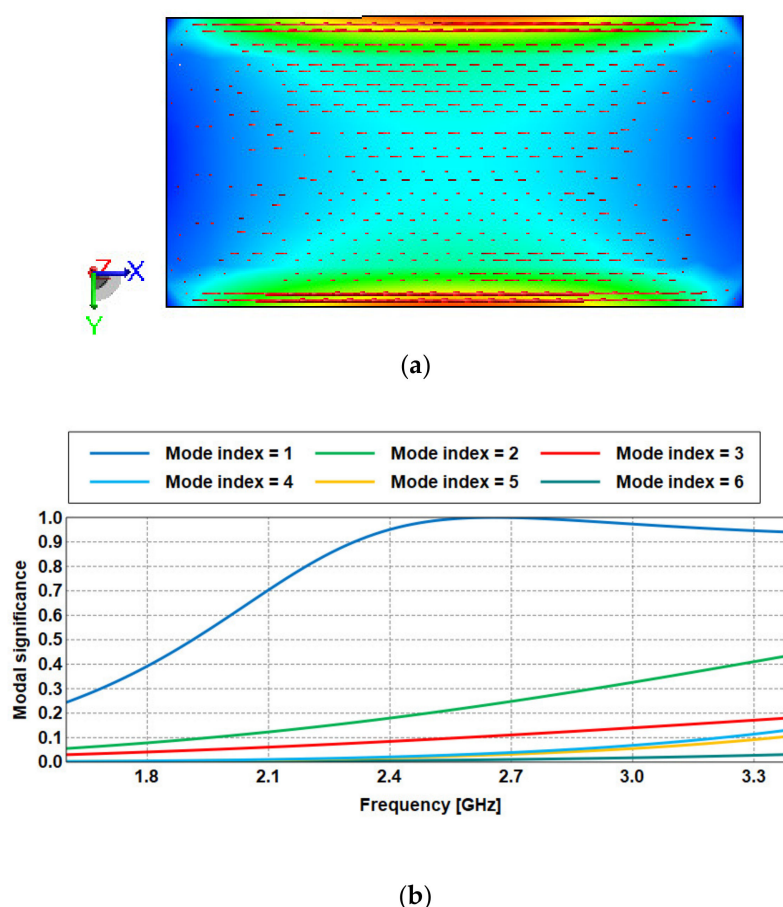 Z
X
Y
(a)
Mode index = 1 Mode index = 2 Mode index = 3
Mode index = 4 Mode index = 5 Mode index = 6
1.0
0.9
0.8
0.7
0.6
0.5
0.4
0.3
0.2
0.1
0.0
Modal significance
1.8 2.1 2.4 2.7 3.0 3.3
Frequency [GHz]
(b)